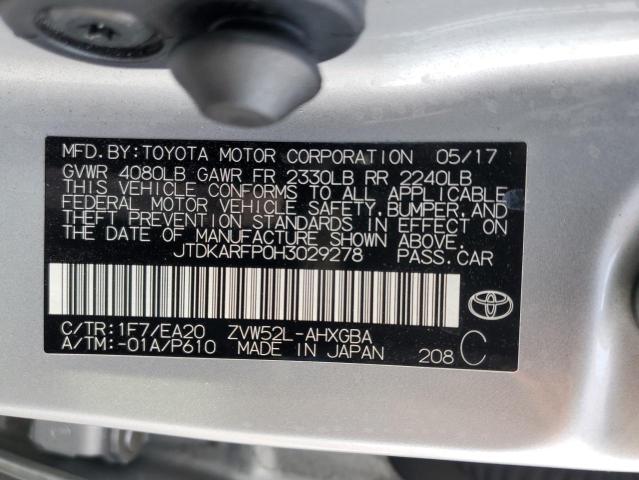 MFD.BY:TOYOTA MOTOR CORPORATION 05/17
GVWR 4080LB GAWR FR 2330LB RR 2240LB
THIS VEHICLE CONFORMS TO ALL APPLICABLE
FEDERAL MOTOR VEHICLE SAFETY,BUMPER,AND
THEFT PREVENTION STANDARDS IN EFFECT ON
THE DATE OF MANUFACTURE SHOWN ABOVE.
JTDKARFP0H3029278 PASS.CAR
C/TR:1F7/EA20 ZVW52L-AHXGBA
A/TM:-01A/P610 MADE IN JAPAN 208 C